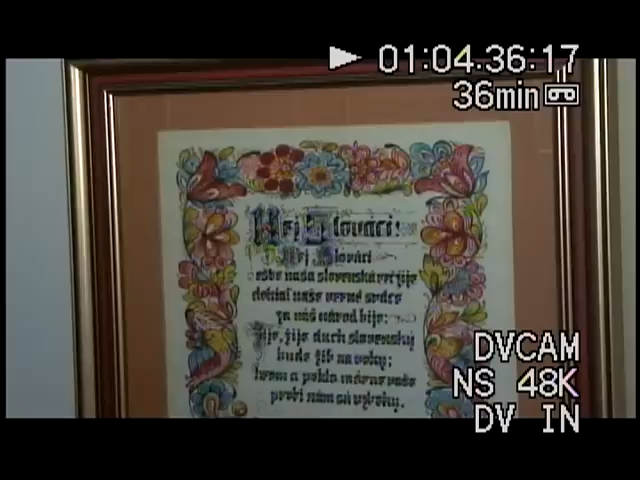 ▶ 01:04.36:17
36min
Hej Slováci!
Hej Slováci
ešte naša slovenská reč žije
dokiaľ naše verné srdce
za náš národ bije;
Žije, žije duch slovenský
bude žiť na veky;
hrom a peklo márne vaše
proti nám sú vzteky.
DVCAM
NS 48K
DV IN